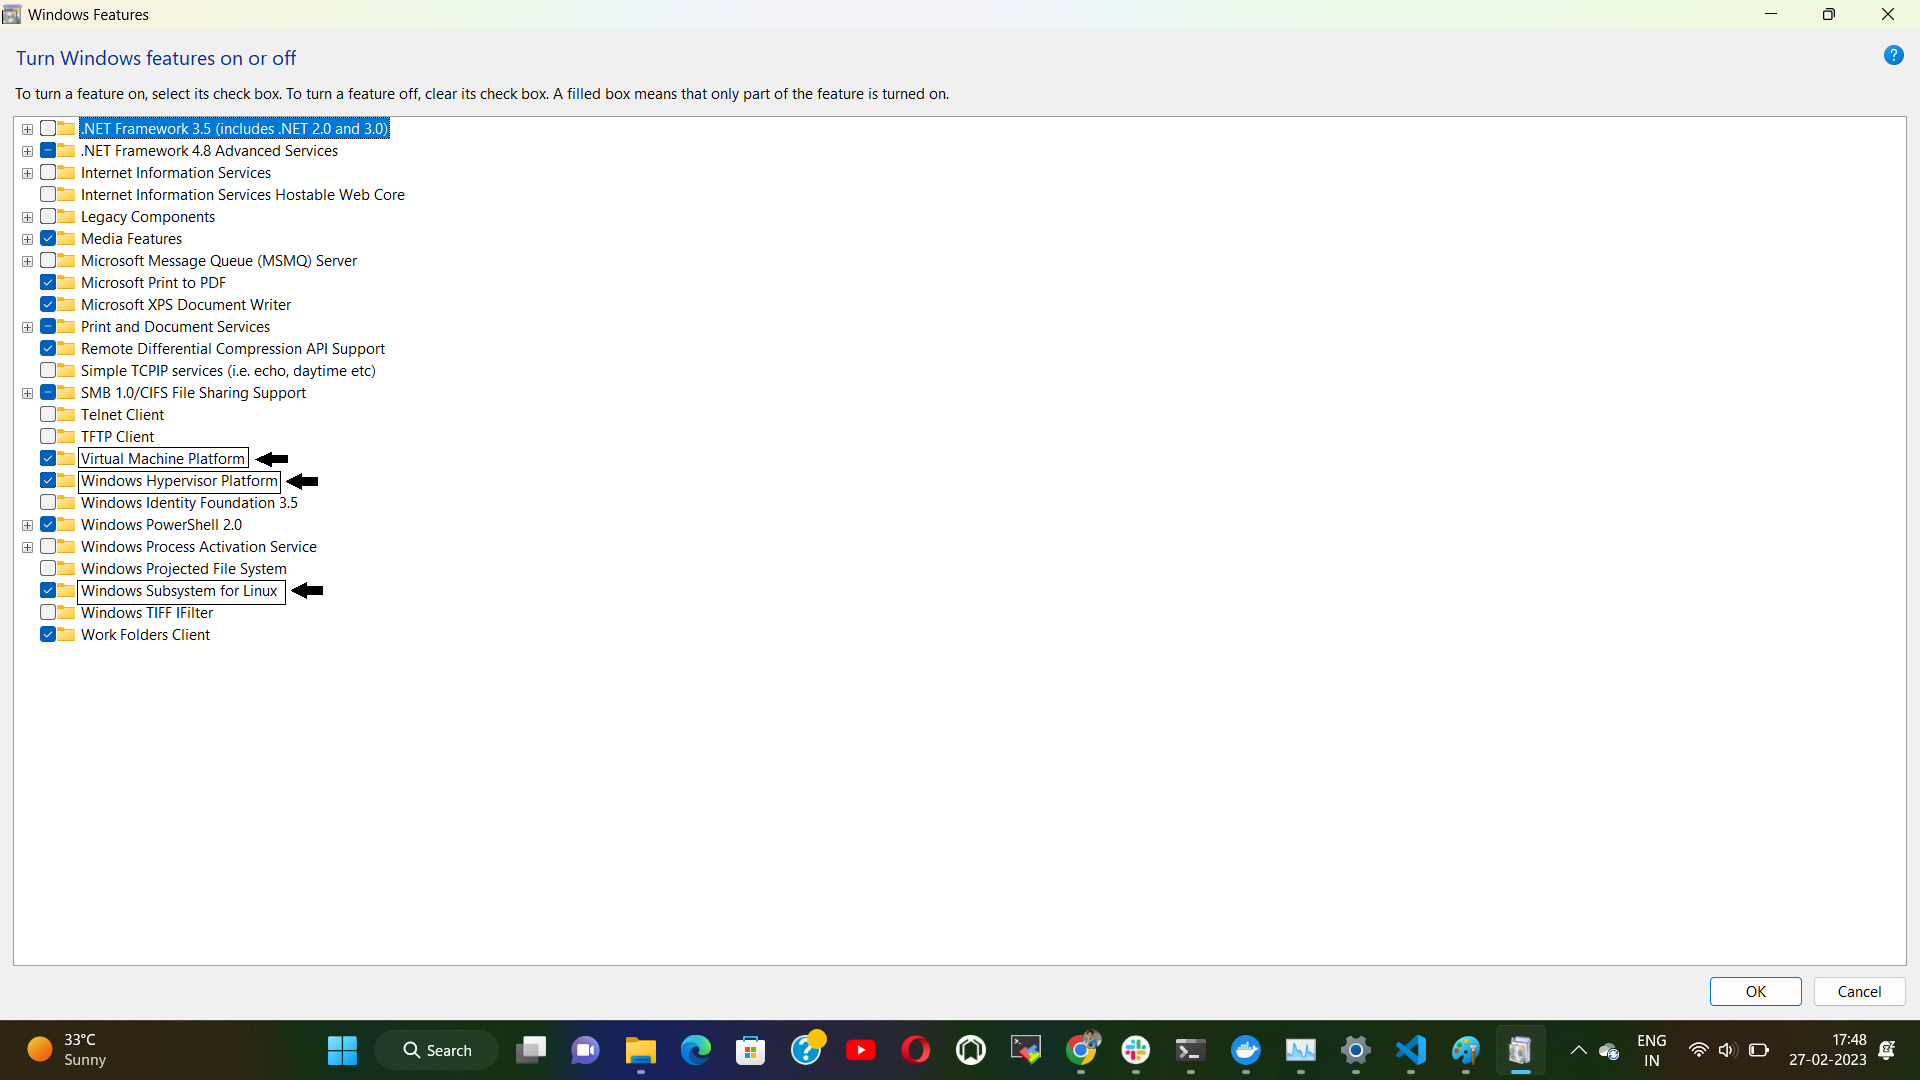 Windows Features
Turn Windows features on or off
To turn a feature on, select its check box. To turn a feature off, clear its check box. A filled box means that only part of the feature is turned on.
.NET Framework 3.5 (includes .NET 2.0 and 3.0)
.NET Framework 4.8 Advanced Services
Internet Information Services
Internet Information Services Hostable Web Core
Legacy Components
Media Features
Microsoft Message Queue (MSMQ) Server
Microsoft Print to PDF
Microsoft XPS Document Writer
Print and Document Services
Remote Differential Compression API Support
Simple TCPIP services (i.e. echo, daytime etc)
SMB 1.0/CIFS File Sharing Support
Telnet Client
TFTP Client
Virtual Machine Platform
Windows Hypervisor Platform
Windows Identity Foundation 3.5
Windows PowerShell 2.0
Windows Process Activation Service
Windows Projected File System
Windows Subsystem for Linux
Windows TIFF IFilter
Work Folders Client
OK
Cancel
33°C
Sunny
Search
ENG
IN
17:48
27-02-2023